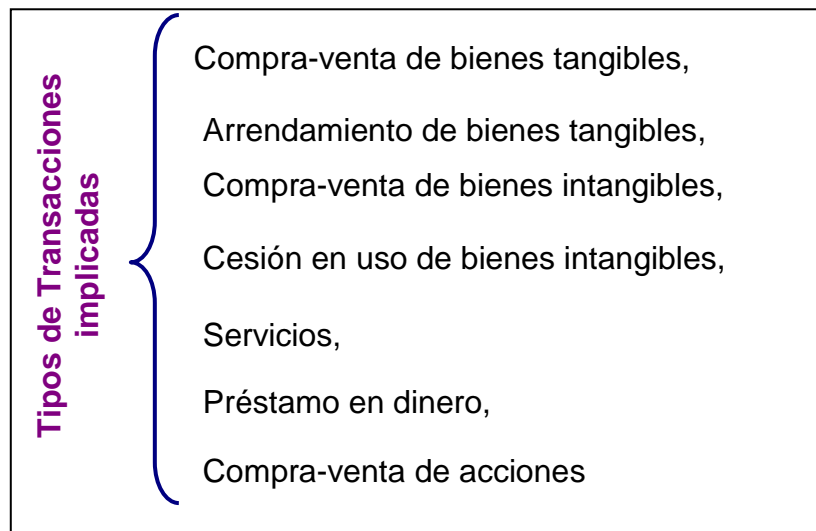 Tipos de Transacciones
implicadas
Compra-venta de bienes tangibles,
Arrendamiento de bienes tangibles,
Compra-venta de bienes intangibles,
Cesión en uso de bienes intangibles,
Servicios,
Préstamo en dinero,
Compra-venta de acciones